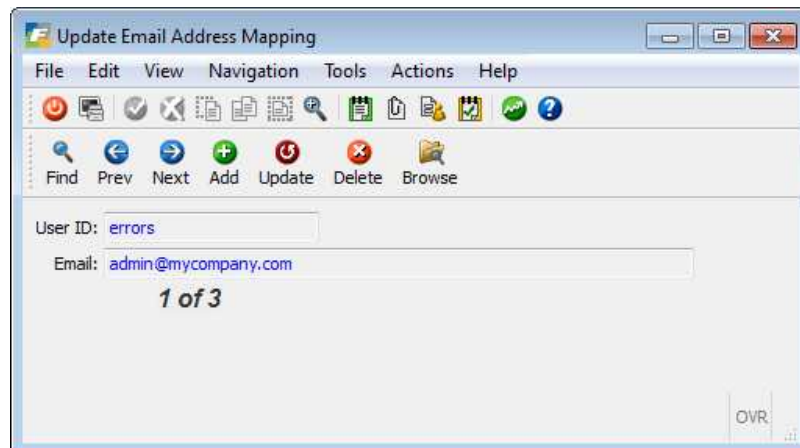 Update Email Address Mapping
File Edit View Navigation Tools Actions Help
Find Prev Next Add Update Delete Browse
User ID: errors
Email: admin@mycompany.com
1 of 3
OVR